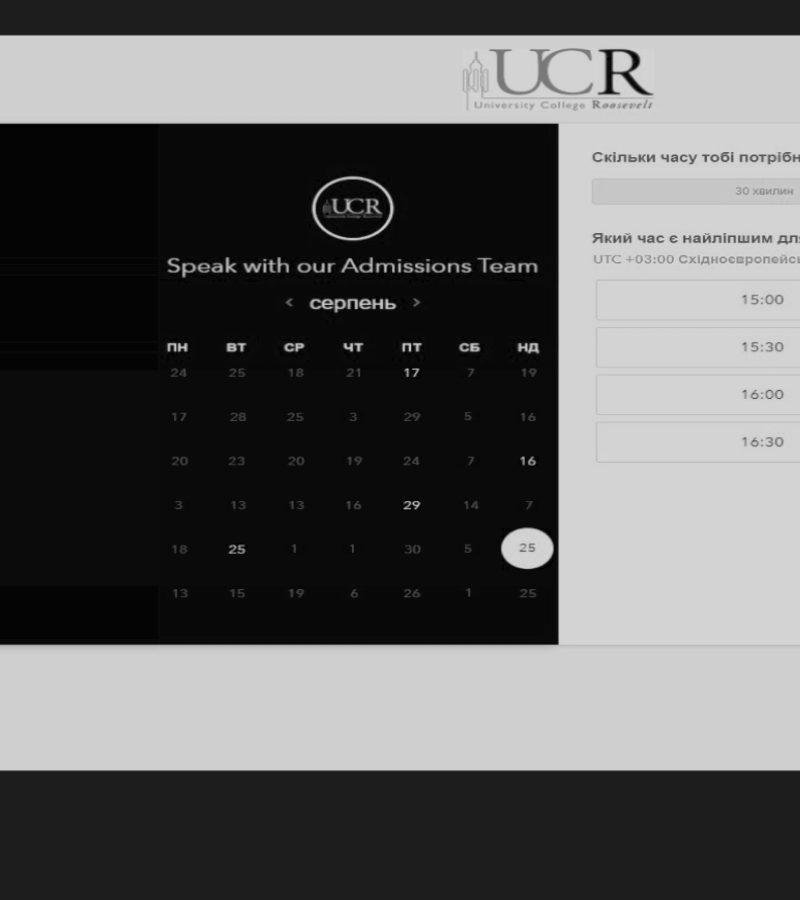 UCR
University College Roosevelt
UCR
Speak with our Admissions Team
< серпень >
ПН ВТ СР ЧТ ПТ СБ НД
24 25 18 21 17 7 19
17 28 25 3 29 5 16
20 23 20 19 24 7 16
3 13 13 16 29 14 7
18 25 1 1 30 5 25
13 15 19 6 26 1 25
Скільки часу тобі
30 хвилин
Який час є найліпшим
UTC +03:00
15:00
15:30
16:00
16:30